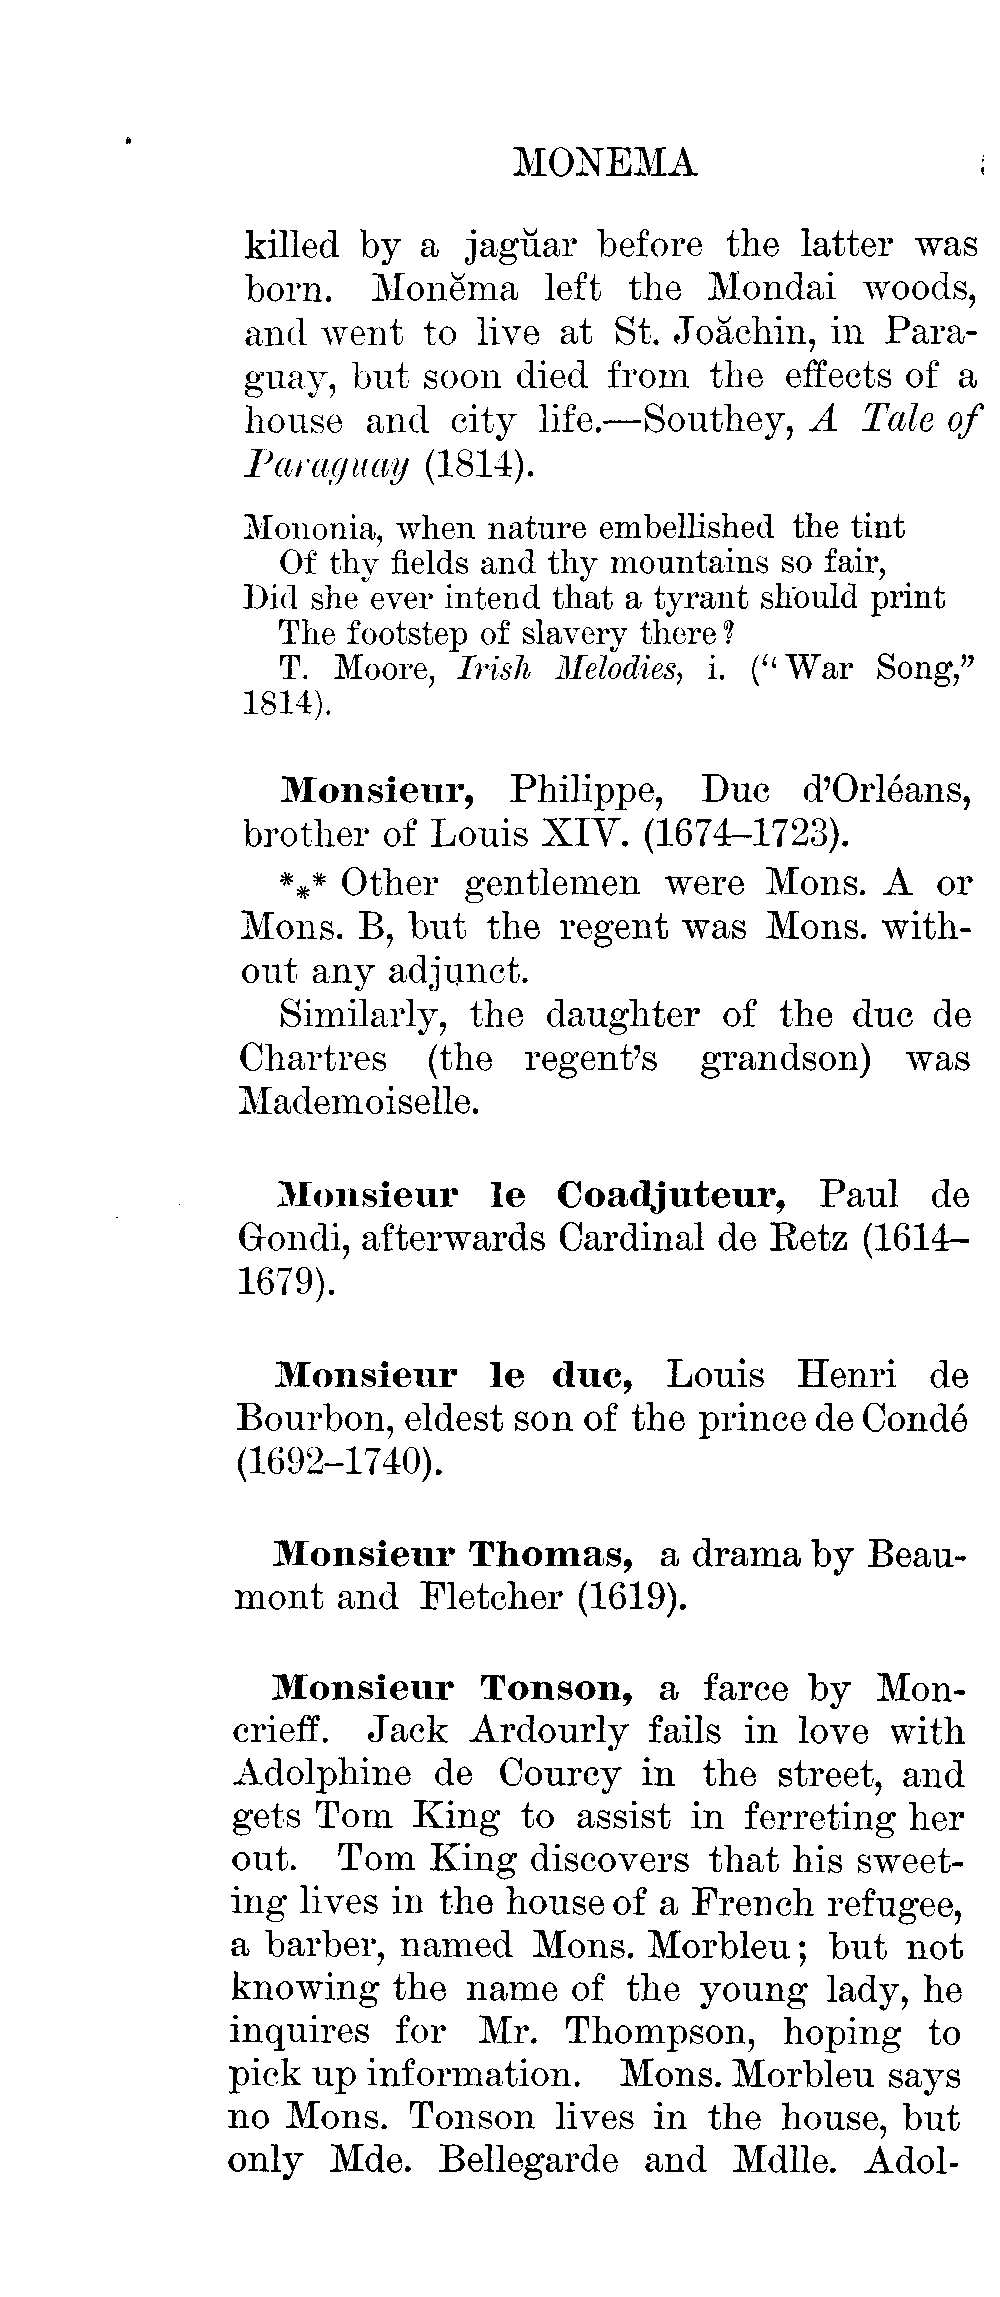 MONEMA
killed by a jagŭar before the latter was
born. Monĕma left the Mondai woods,
and went to live at St. Joăchin, in Para-
guay, but soon died from the effects of a
house and city life.—Southey, A Tale of
Paraguay (1814).
Mononia, when nature embellished the tint
Of thy fields and thy mountains so fair,
Did she ever intend that a tyrant should print
The footstep of slavery there?
T. Moore, Irish Melodies, i. (“War Song,”
1814).
Monsieur, Philippe, Duc d’Orléans,
brother of Louis XIV. (1674–1723).
*⁎* Other gentlemen were Mons. A or
Mons. B, but the regent was Mons. with-
out any adjunct.
Similarly, the daughter of the duc de
Chartres (the regent’s grandson) was
Mademoiselle.
Monsieur le Coadjuteur, Paul de
Gondi, afterwards Cardinal de Retz (1614–
1679).
Monsieur le duc, Louis Henri de
Bourbon, eldest son of the prince de Condé
(1692–1740).
Monsieur Thomas, a drama by Beau-
mont and Fletcher (1619).
Monsieur Tonson, a farce by Mon-
crieff. Jack Ardourly fails in love with
Adolphine de Courcy in the street, and
gets Tom King to assist in ferreting her
out. Tom King discovers that his sweet-
ing lives in the house of a French refugee,
a barber, named Mons. Morbleu; but not
knowing the name of the young lady, he
inquires for Mr. Thompson, hoping to
pick up information. Mons. Morbleu says
no Mons. Tonson lives in the house, but
only Mde. Bellegarde and Mdlle. Adol-